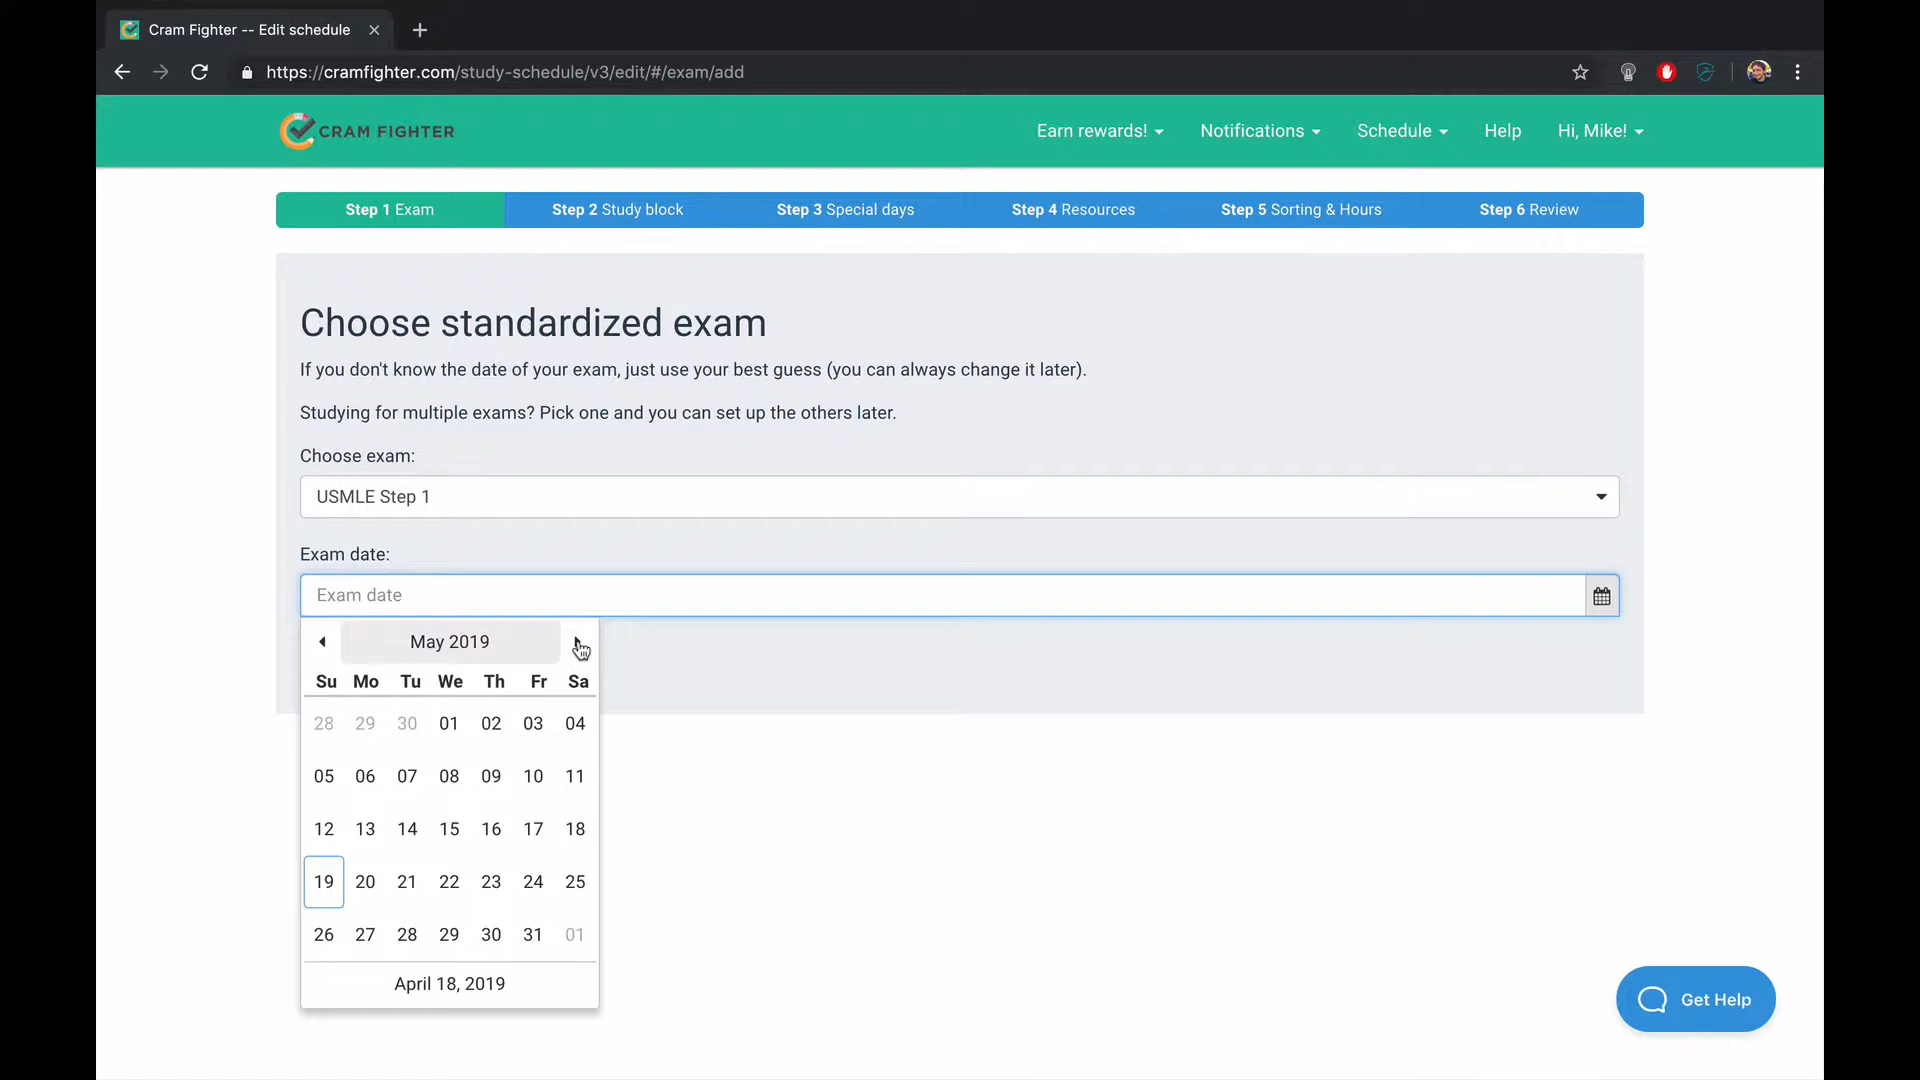 Cram Fighter -- Edit schedule
https://cramfighter.com/study-schedule/v3/edit/#/exam/add
CRAM FIGHTER
Earn rewards! Notifications Schedule Help Hi, Mike!
Step 1 Exam Step 2 Study block Step 3 Special days Step 4 Resources Step 5 Sorting & Hours Step 6 Review
Choose standardized exam
If you don't know the date of your exam, just use your best guess (you can always change it later).
Studying for multiple exams? Pick one and you can set up the others later.
Choose exam:
USMLE Step 1
Exam date:
Exam date
May 2019
Su Mo Tu We Th Fr Sa
28 29 30 01 02 03 04
05 06 07 08 09 10 11
12 13 14 15 16 17 18
19 20 21 22 23 24 25
26 27 28 29 30 31 01
April 18, 2019
Get Help